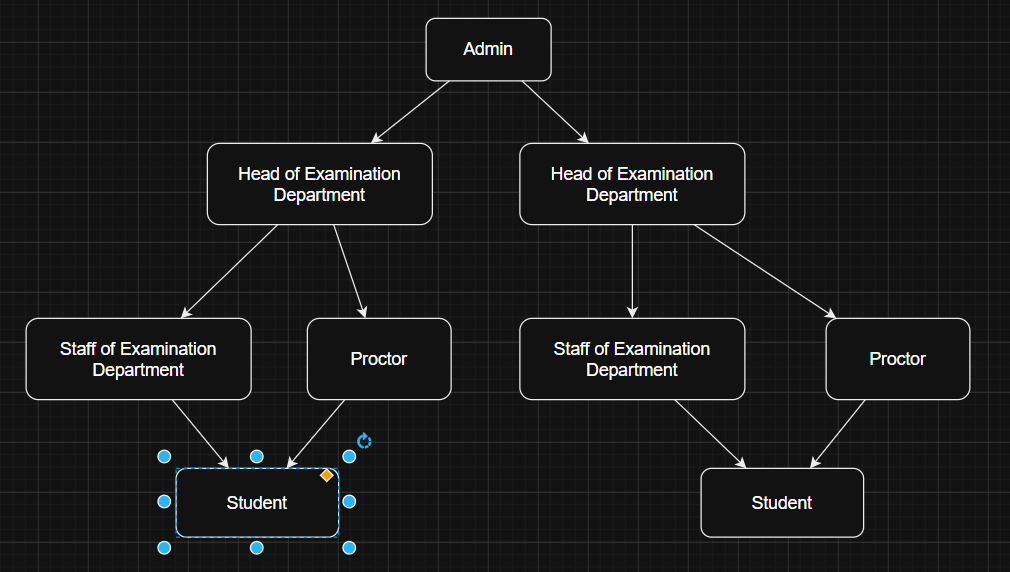 Admin
Head of Examination
Department
Head of Examination
Department
Staff of Examination
Department
Proctor
Staff of Examination
Department
Proctor
Student
Student